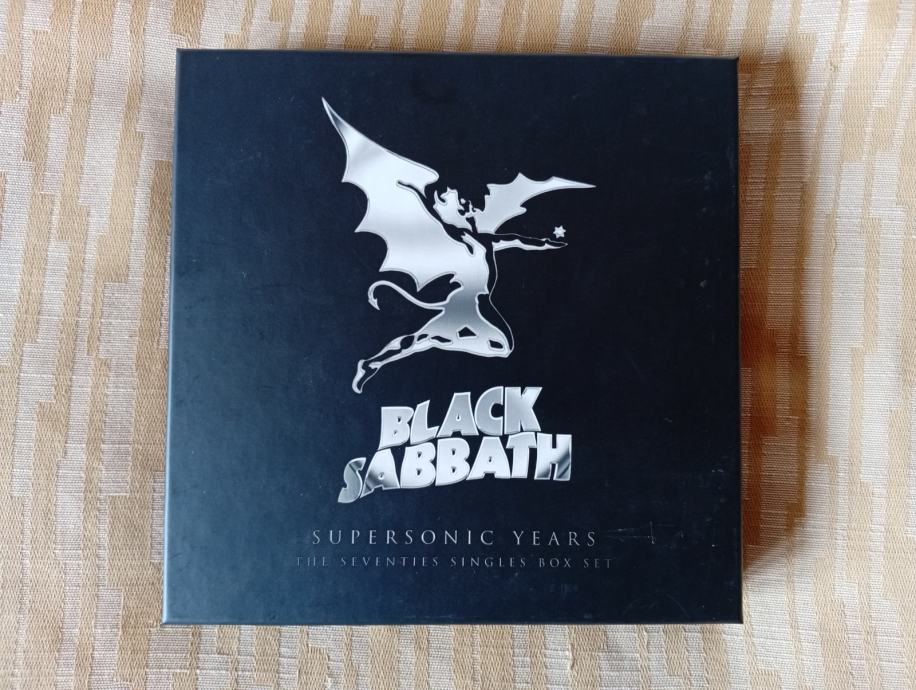 BLACK
SABBATH
SUPERSONIC YEARS
THE SEVENTIES SINGLES BOX SET